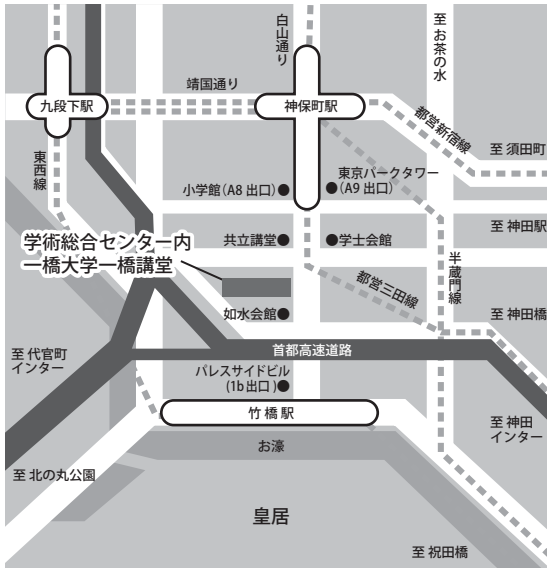 白山通り
至 お茶の水
靖国通り
九段下駅
神保町駅
都営新宿線
至 須田町
東西線
小学館(A8 出口)
東京パークタワー
(A9 出口)
至 神田駅
学術総合センター内
一橋大学一橋講堂
共立講堂
学士会館
半蔵門線
都営三田線
如水会館
至 神田橋
首都高速道路
至 代官町
インター
パレスサイドビル
(1b 出口)
竹橋駅
至 神田
インター
お濠
至 北の丸公園
皇居
至 祝田橋